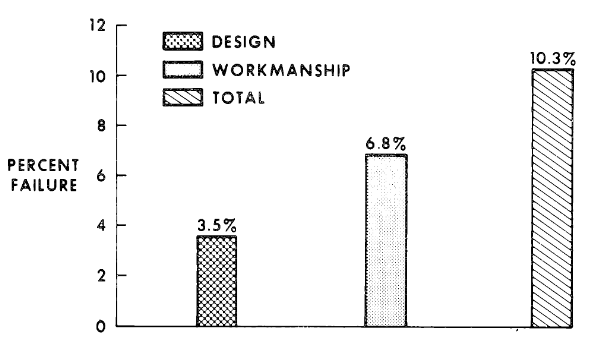 12
10
8
6
4
2
0
PERCENT
FAILURE
DESIGN
WORKMANSHIP
TOTAL
3.5%
6.8%
10.3%